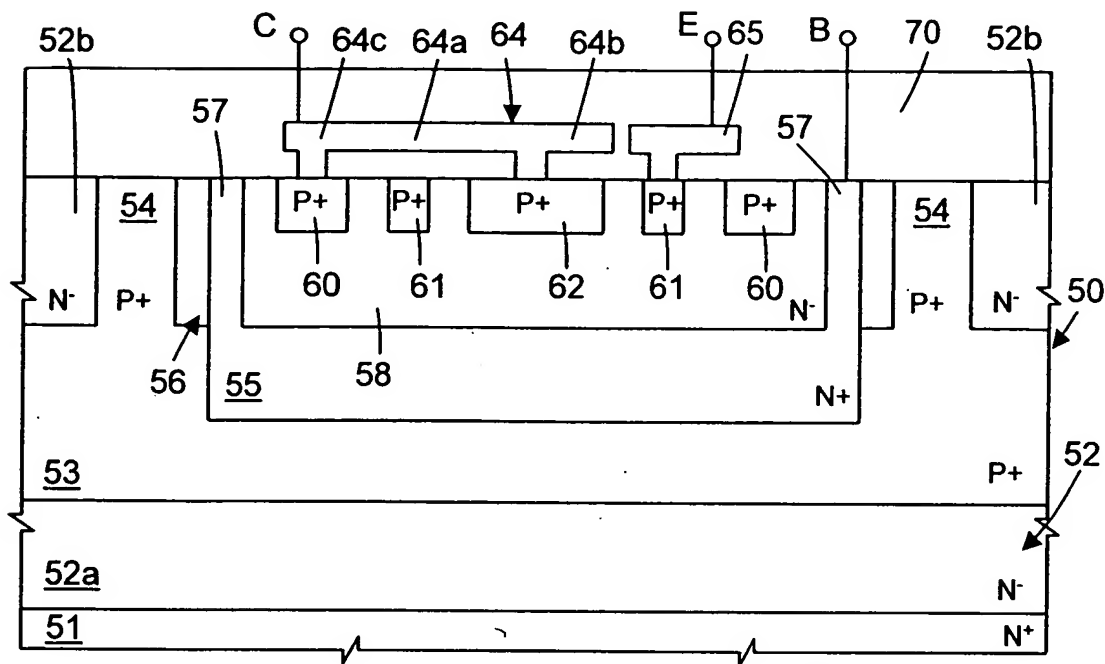 C 64 E 65 B 70 52b
52b 64c 64a 64b
57 57
54 P+ P+ P+ P+ P+ 54
60 61 62 61 60
N- P+ N- P+ N- 50
56 58
55 N+
53 P+ 52
52a N-
51 N+